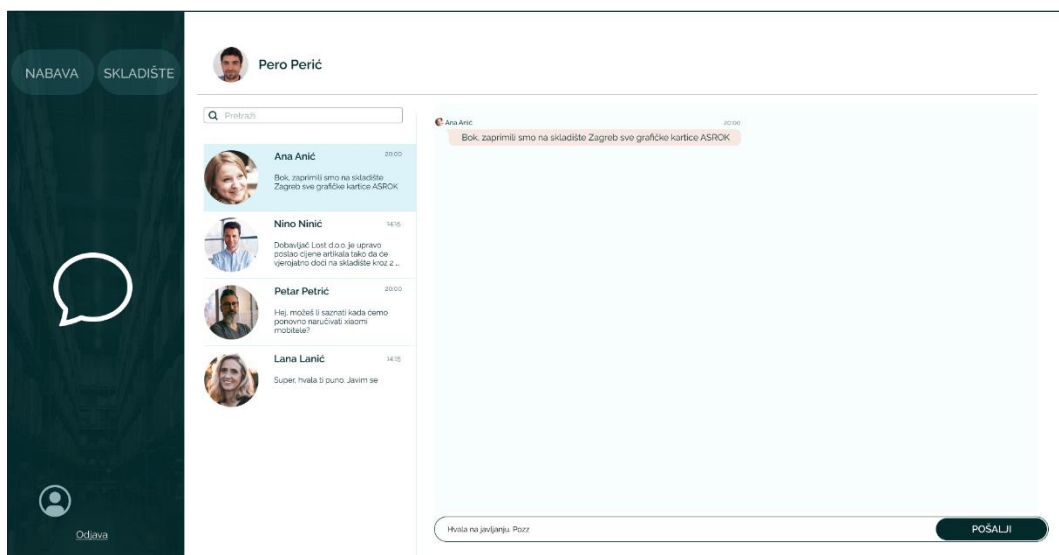 NABAVA
SKLADIŠTE
Odjava
Pero Perić
Pretraži
Ana Anić 20:00
Bok, zaprimili smo na skladište
Zagreb sve grafičke kartice ASROK
Nino Ninić 14:15
Dobavljač Lost d.o.o. je upravo
poslao cijene artikala tako da će
vjerojatno doći na skladište kroz 2 ...
Petar Petrić 20:00
Hej, možeš li saznati kada ćemo
ponovno naručivati xiaomi
mobitele?
Lana Lanić 14:15
Super, hvala ti puno. Javim se
Ana Anić 20:00
Bok, zaprimili smo na skladište Zagreb sve grafičke kartice ASROK
Hvala na javljanju. Pozz
POŠALJI